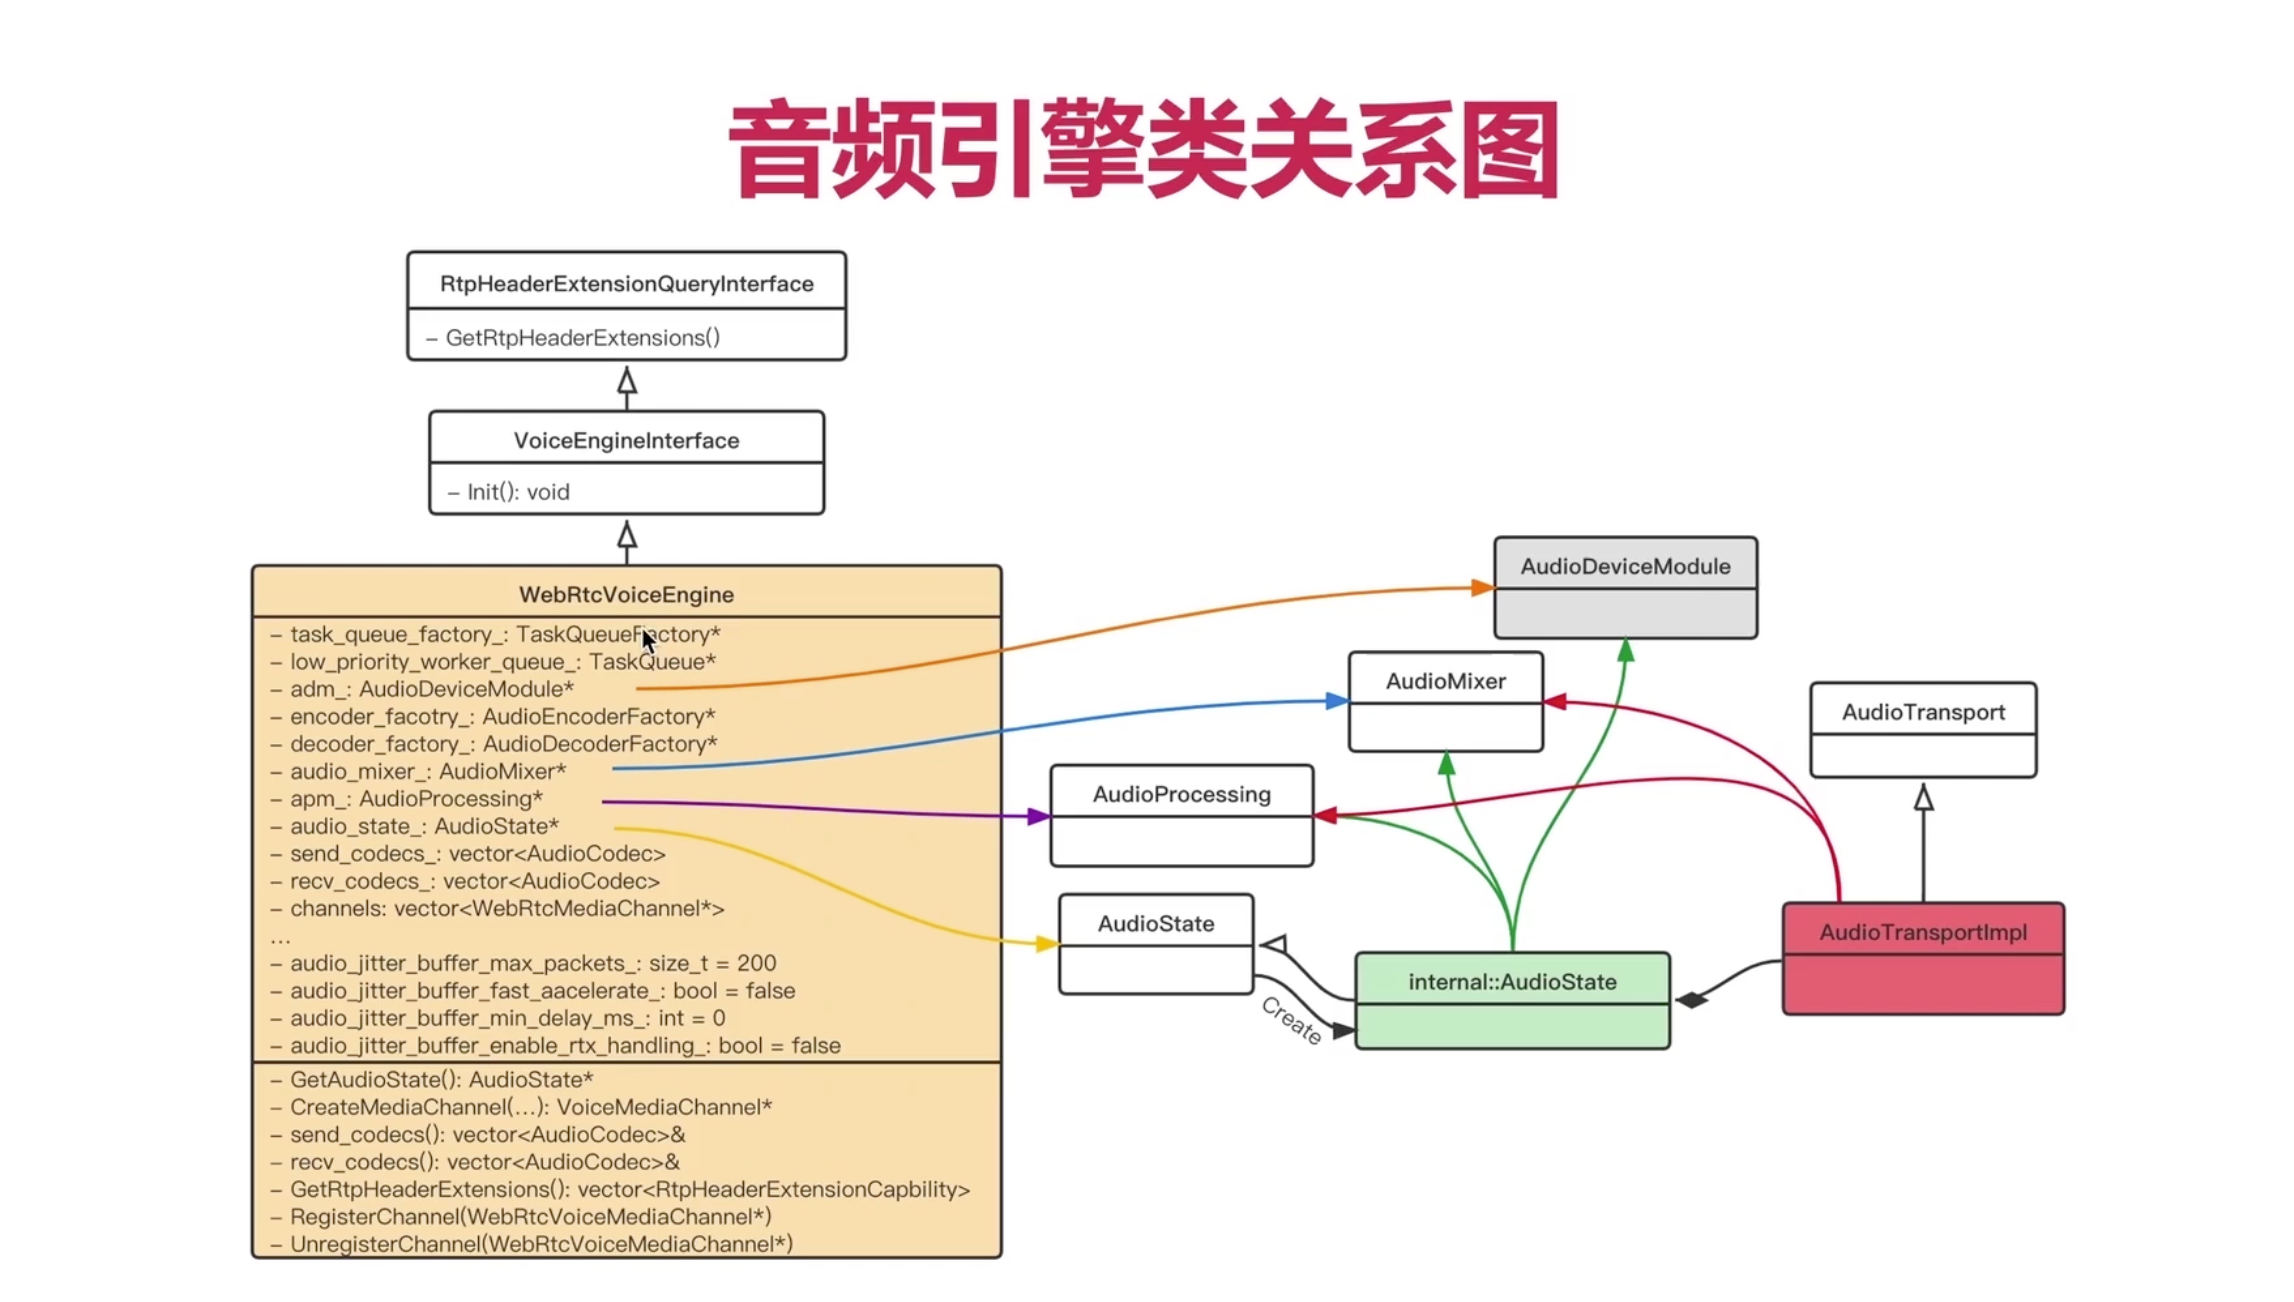 音频引擎类关系图
RtpHeaderExtensionQueryInterface
– GetRtpHeaderExtensions()
VoiceEngineInterface
– Init(): void
WebRtcVoiceEngine
– task_queue_factory_: TaskQueueFactory*
– low_priority_worker_queue_: TaskQueue*
– adm_: AudioDeviceModule*
– encoder_facotry_: AudioEncoderFactory*
– decoder_factory_: AudioDecoderFactory*
– audio_mixer_: AudioMixer*
– apm_: AudioProcessing*
– audio_state_: AudioState*
– send_codecs_: vector<AudioCodec>
– recv_codecs_: vector<AudioCodec>
– channels: vector<WebRtcMediaChannel*>
...
– audio_jitter_buffer_max_packets_: size_t = 200
– audio_jitter_buffer_fast_aacelerate_: bool = false
– audio_jitter_buffer_min_delay_ms_: int = 0
– audio_jitter_buffer_enable_rtx_handling_: bool = false
– GetAudioState(): AudioState*
– CreateMediaChannel(...): VoiceMediaChannel*
– send_codecs(): vector<AudioCodec>&
– recv_codecs(): vector<AudioCodec>&
– GetRtpHeaderExtensions(): vector<RtpHeaderExtensionCapbility>
– RegisterChannel(WebRtcVoiceMediaChannel*)
– UnregisterChannel(WebRtcVoiceMediaChannel*)
AudioDeviceModule
AudioMixer
AudioTransport
AudioProcessing
AudioState
AudioTransportImpl
internal::AudioState
Create